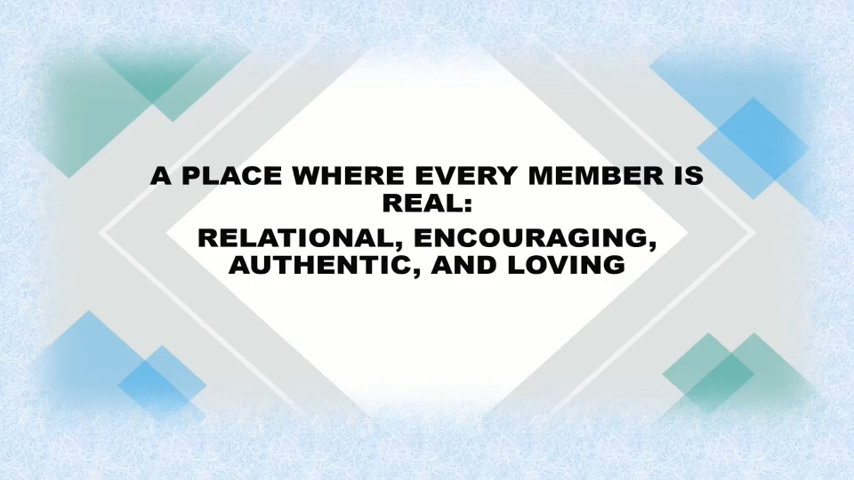 A PLACE WHERE EVERY MEMBER IS
REAL:
RELATIONAL, ENCOURAGING,
AUTHENTIC, AND LOVING